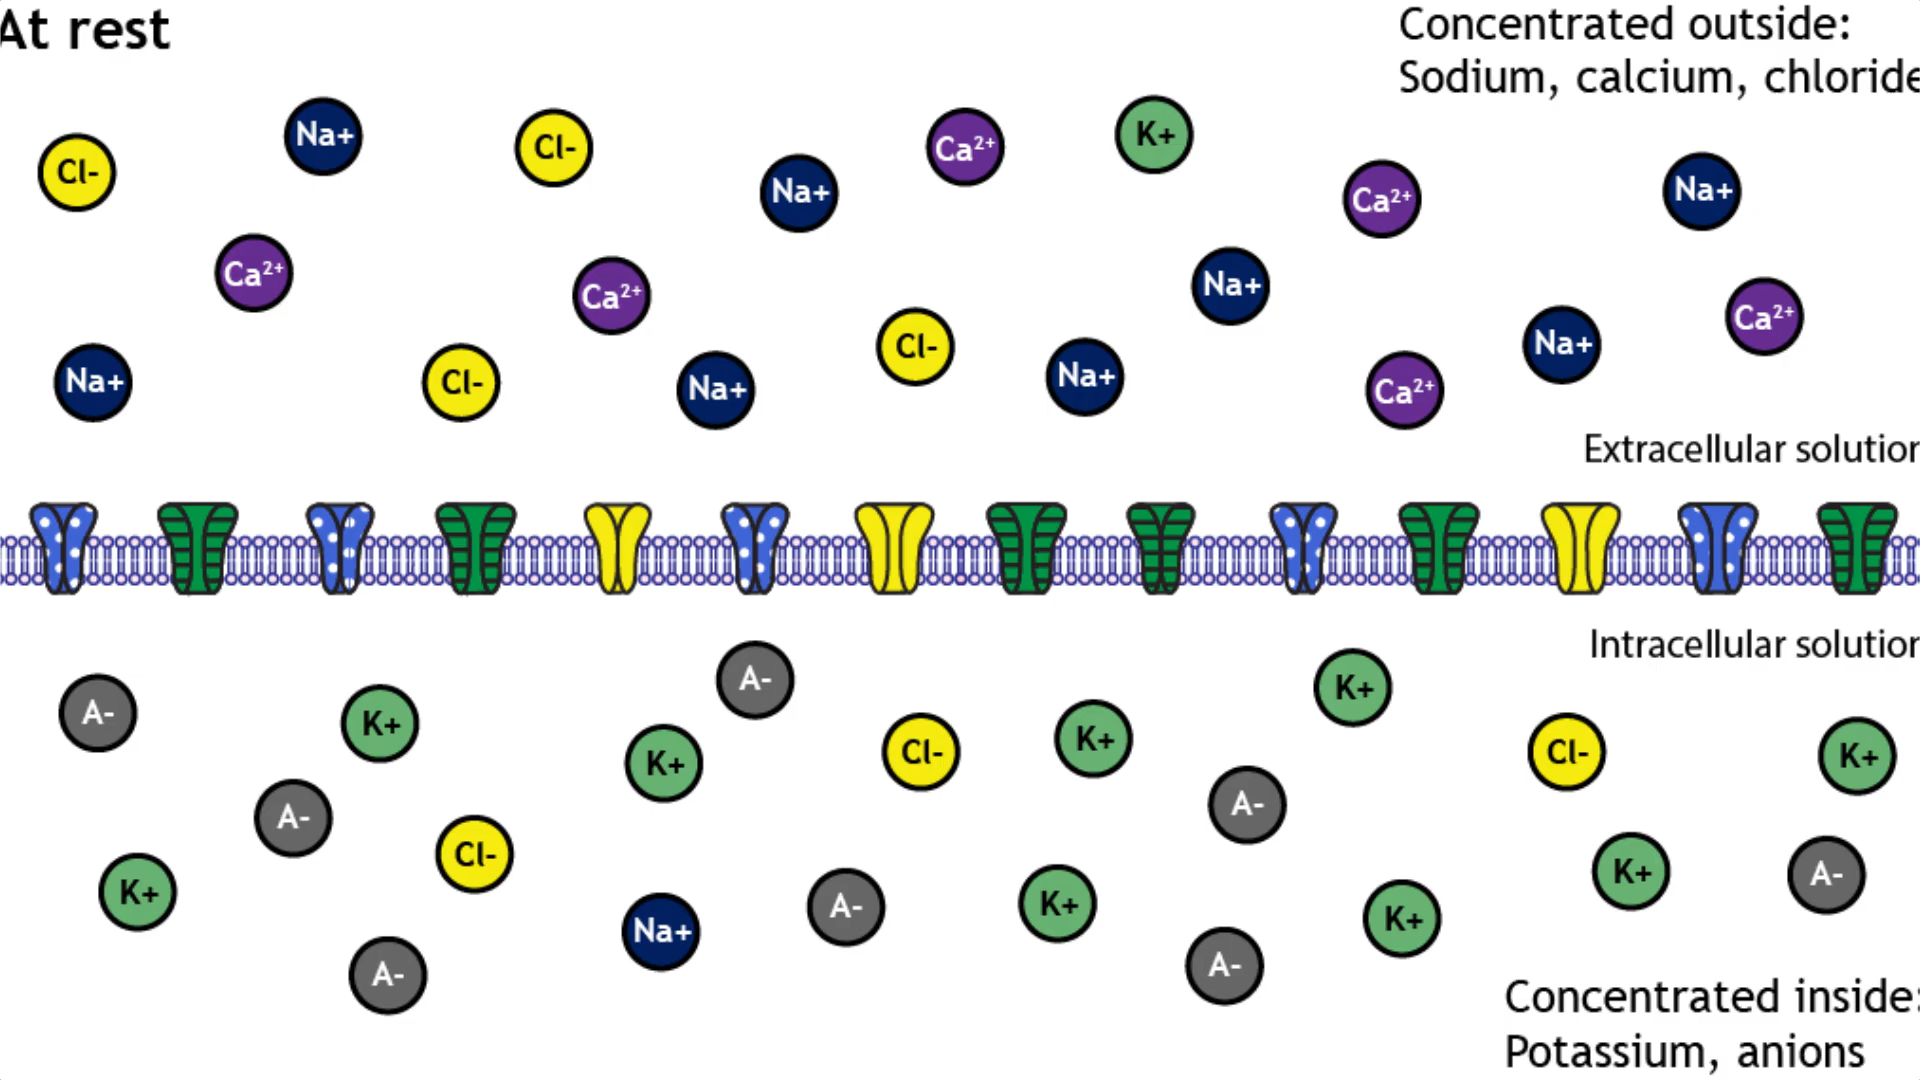 At rest
Concentrated outside:
Sodium, calcium, chloride
Cl-
Na+
Cl-
Na+
Ca²⁺
K+
Ca²⁺
Na+
Ca²⁺
Ca²⁺
Na+
Na+
Ca²⁺
Na+
Cl-
Na+
Cl-
Na+
Ca²⁺
Extracellular solution
Intracellular solution
A-
K+
K+
A-
Cl-
K+
K+
Cl-
K+
A-
A-
K+
Cl-
A-
K+
A-
Na+
A-
K+
K+
A-
Concentrated inside:
Potassium, anions